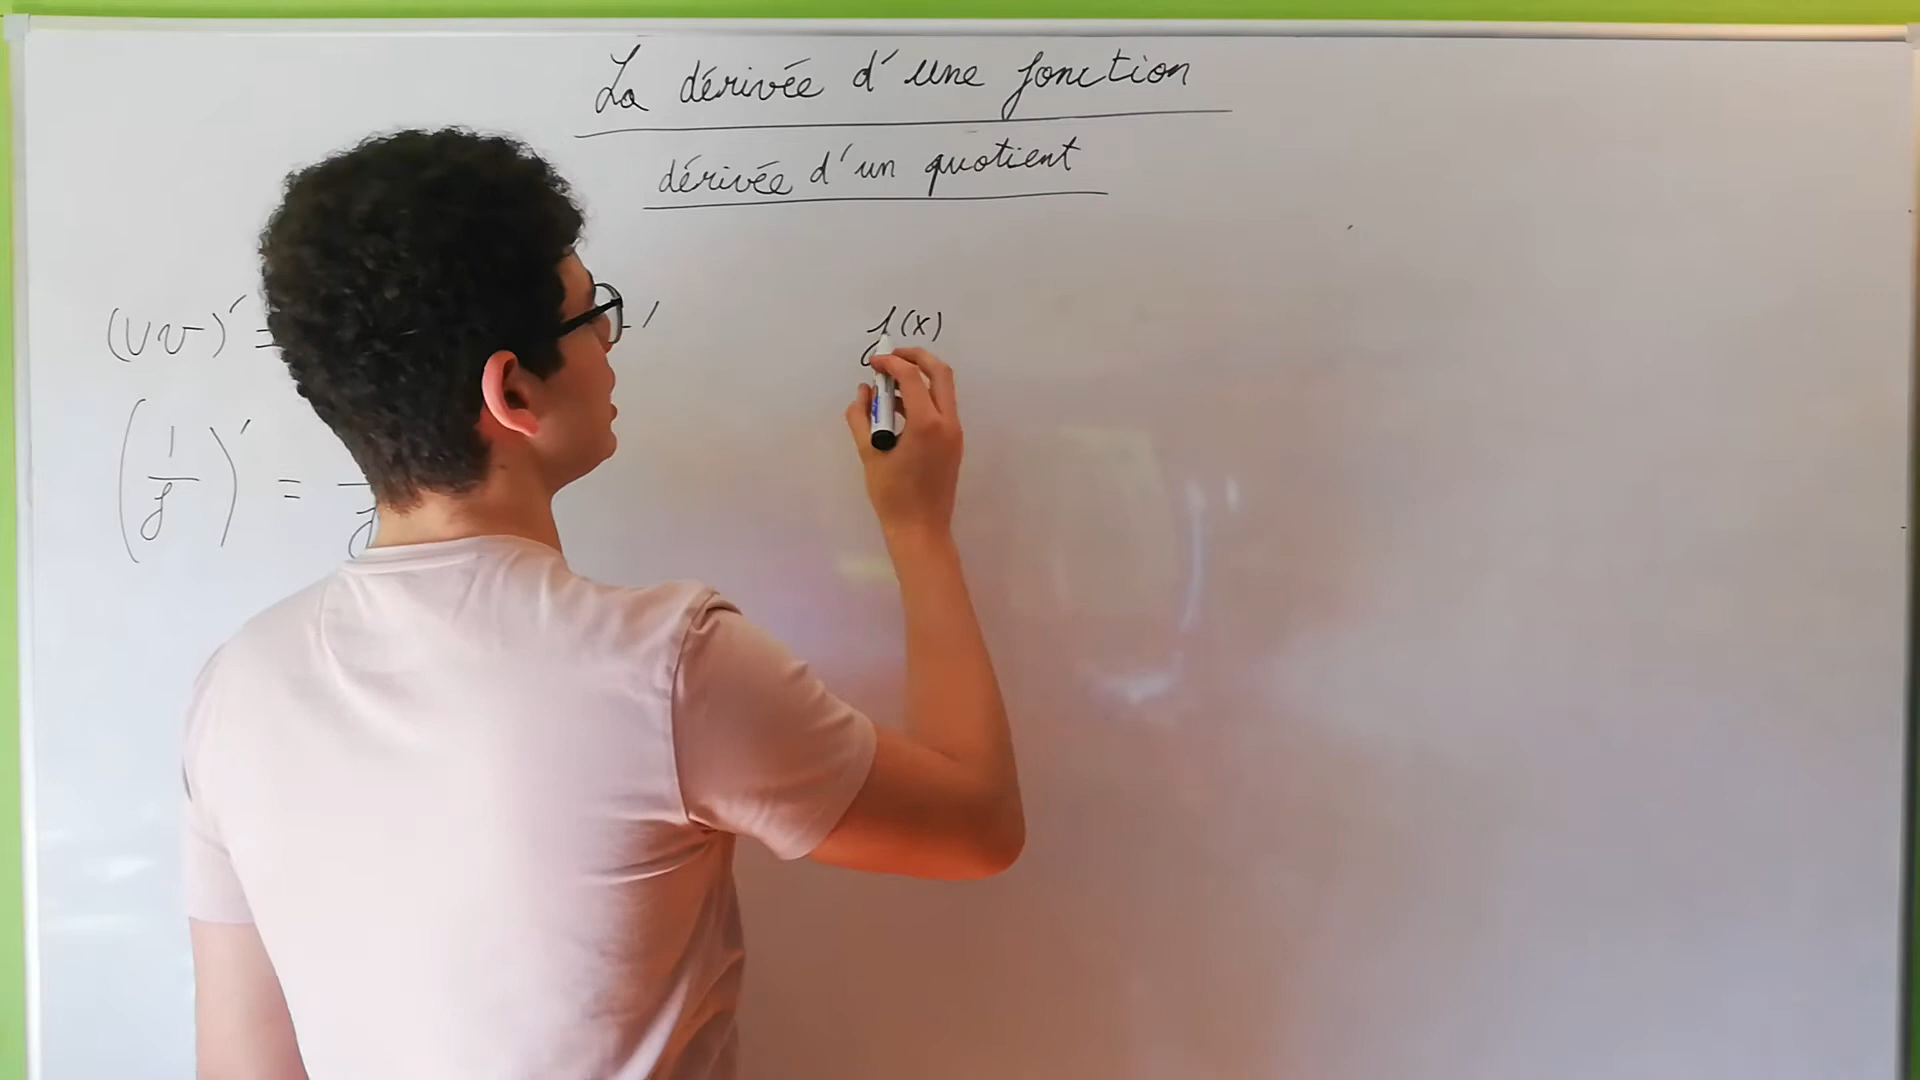 La dérivée d'une fonction
dérivée d'un quotient
(uv)' = '
f(x)
(1/f)' =